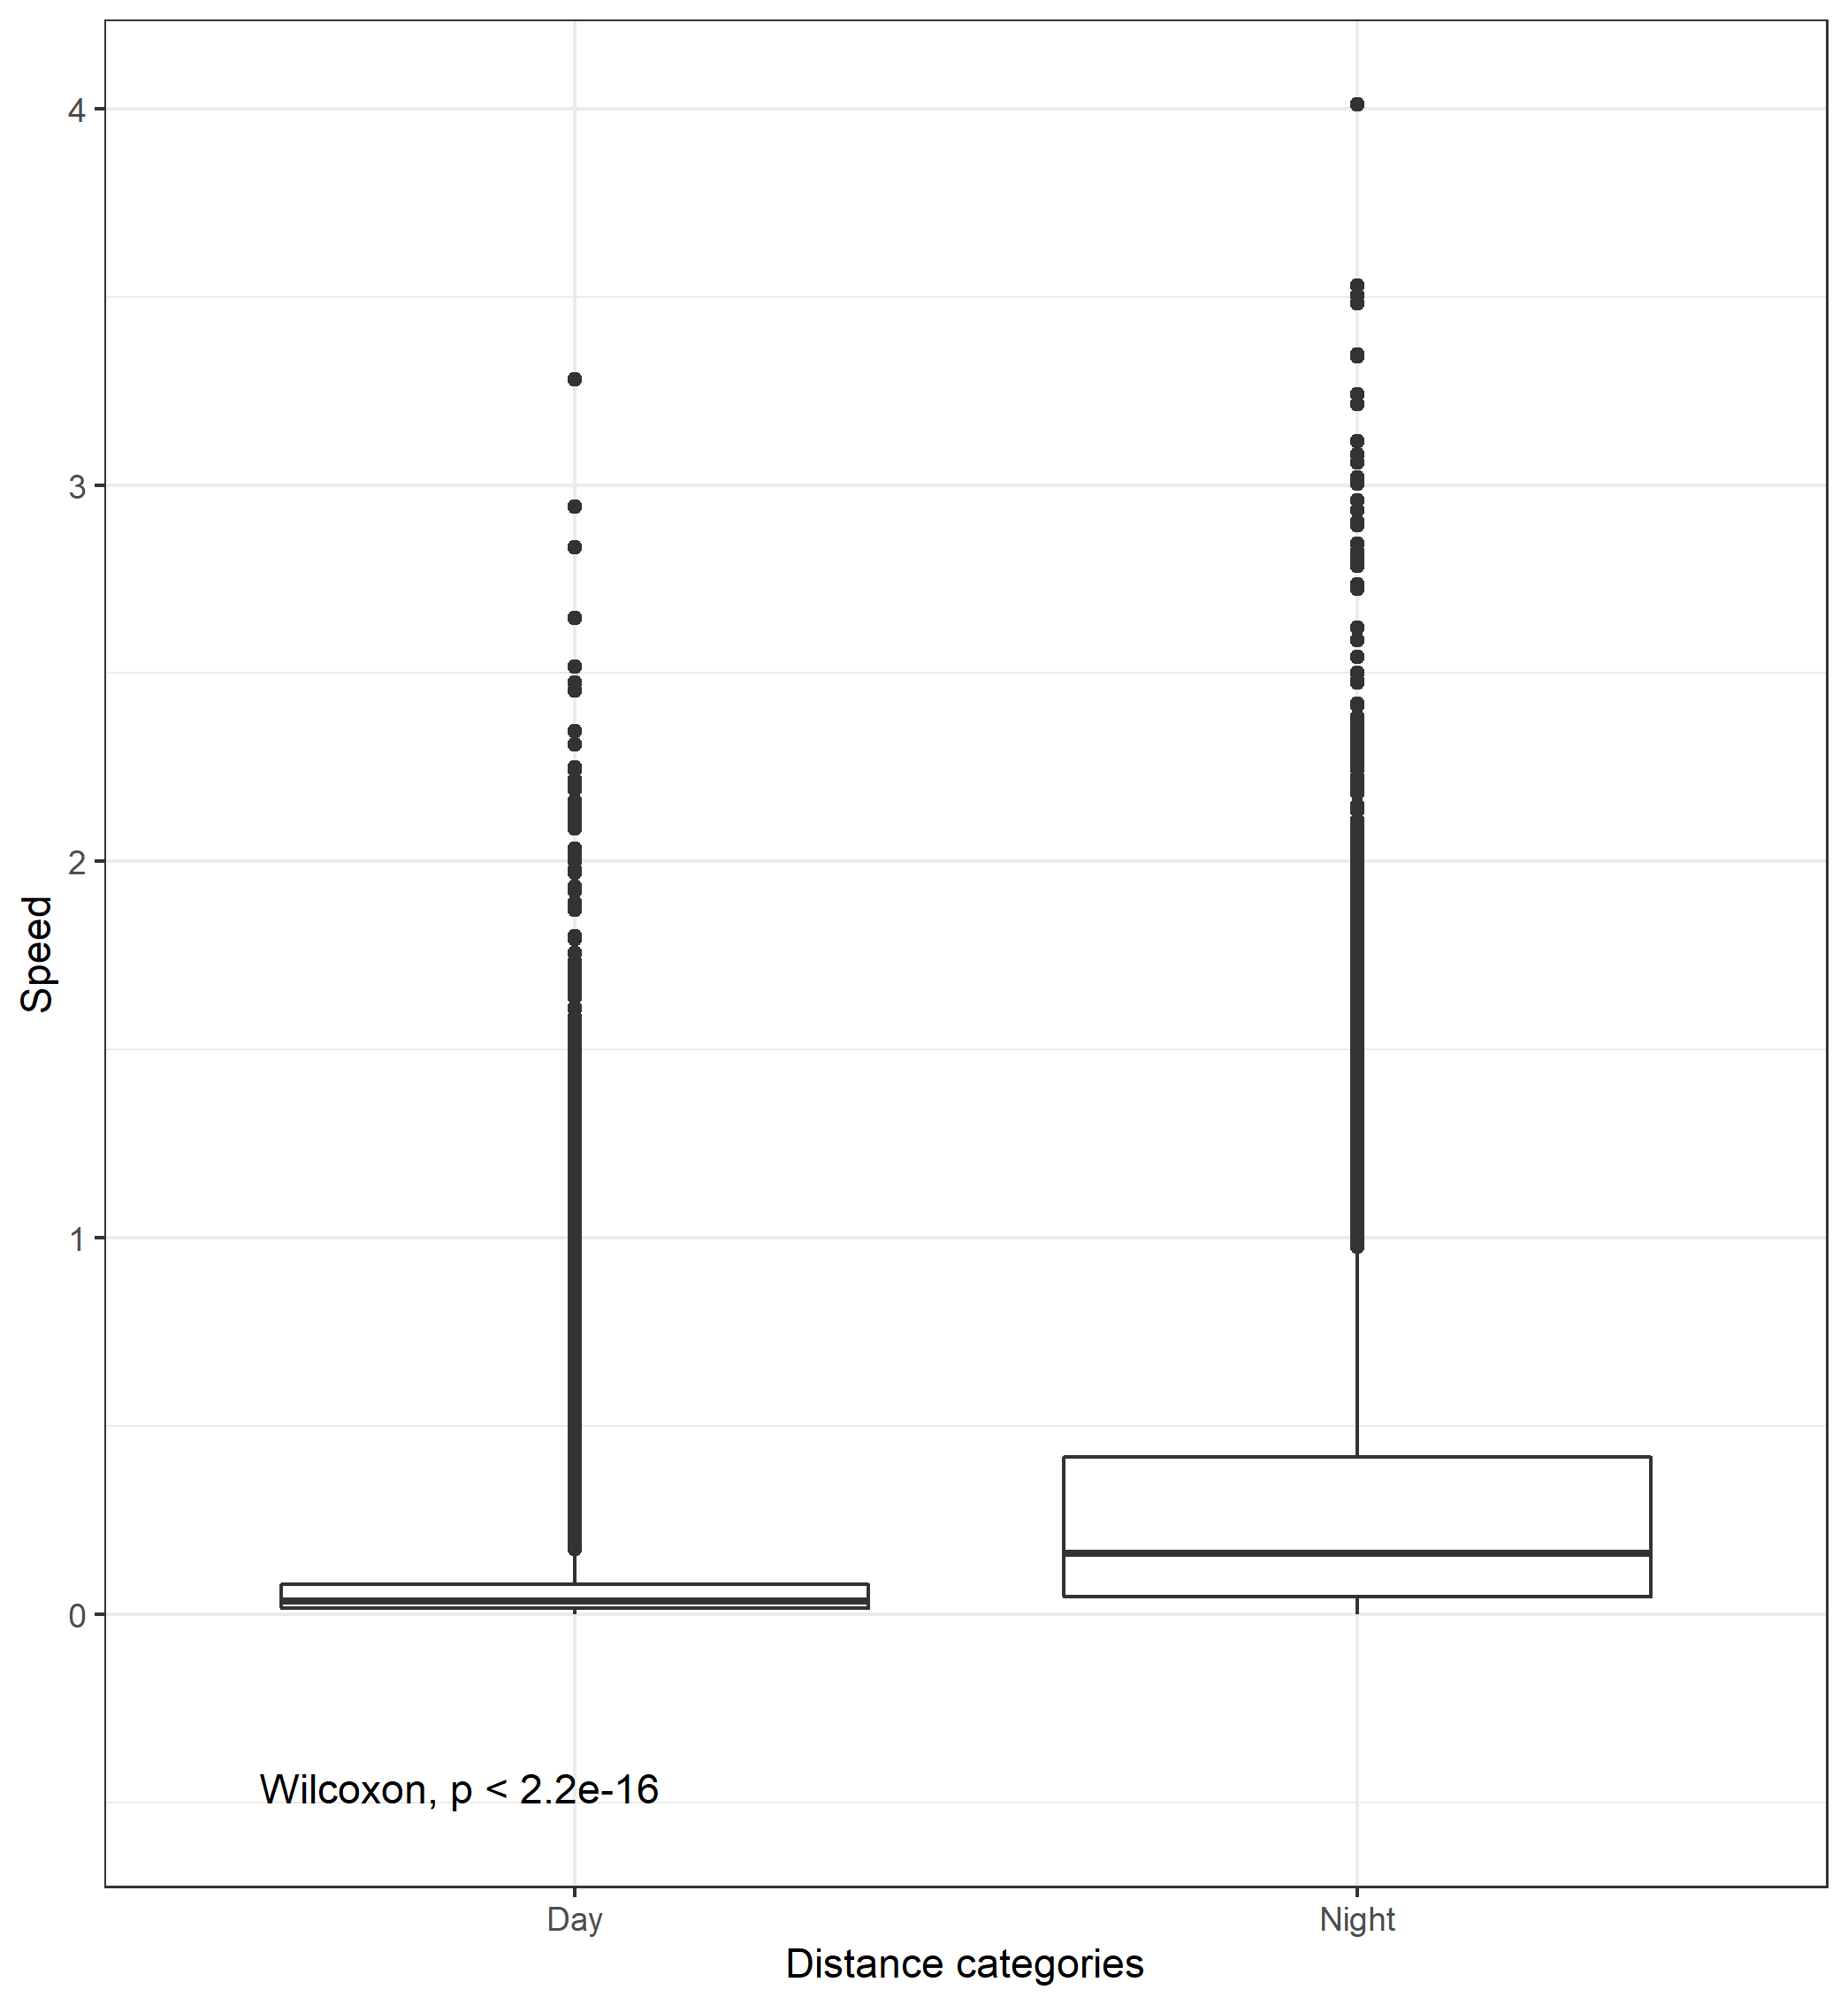 4
3
2
1
0
Speed
Wilcoxon, p < 2.2e-16
Day
Night
Distance categories